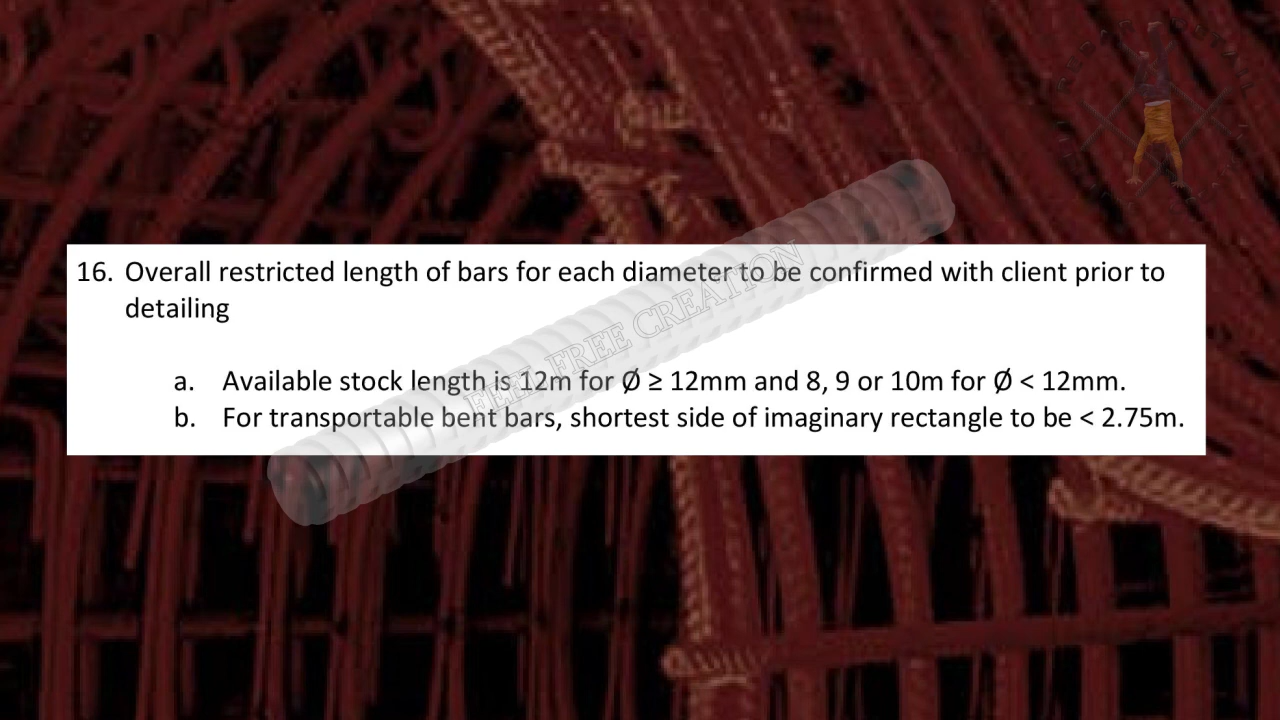 16. Overall restricted length of bars for each diameter to be confirmed with client prior to
detailing
a. Available stock length is 12m for Ø ≥ 12mm and 8, 9 or 10m for Ø < 12mm.
b. For transportable bent bars, shortest side of imaginary rectangle to be < 2.75m.
FEEL FREE CREATION